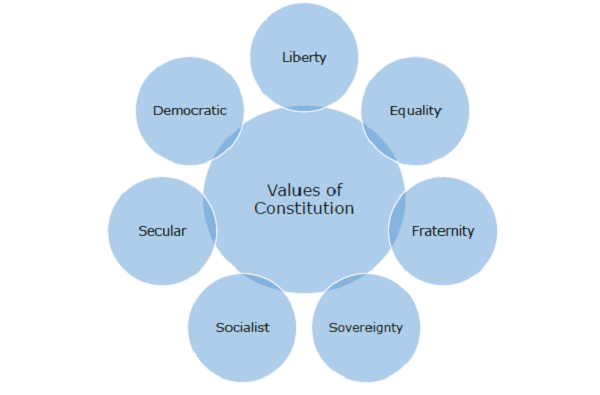 Liberty
Equality
Fraternity
Sovereignty
Socialist
Secular
Democratic
Values of
Constitution